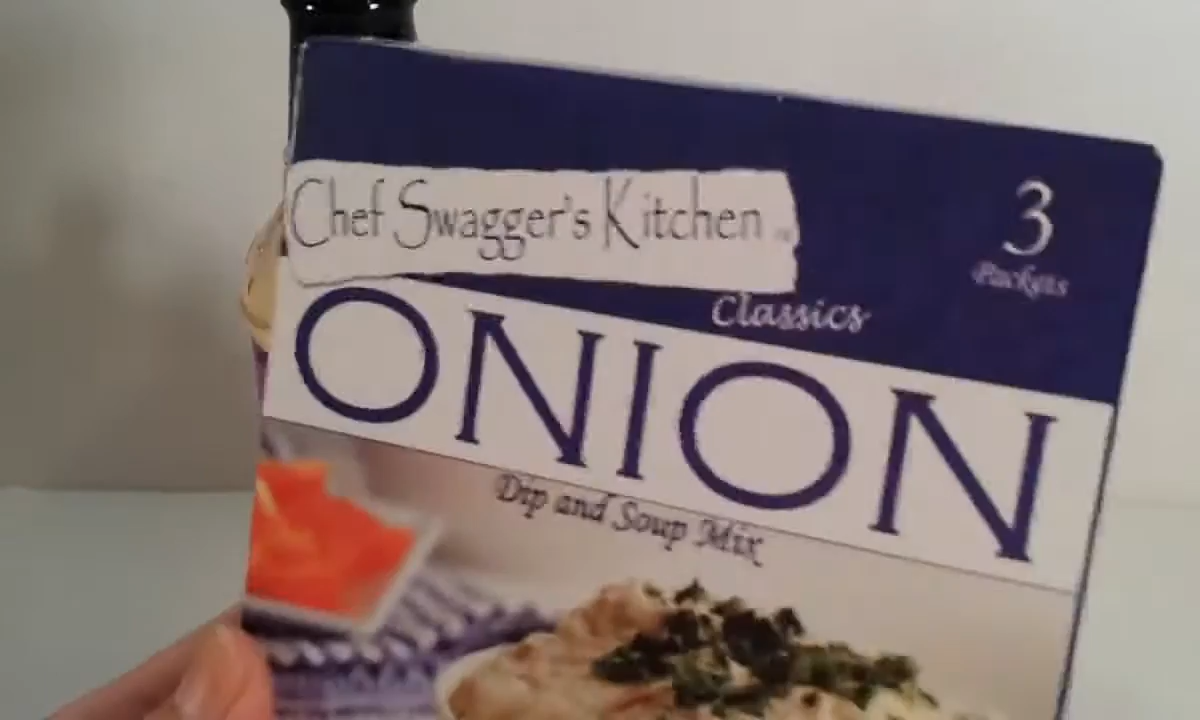 Chef Swagger's Kitchen
3
Packets
Classics
ONION
Dip and Soup Mix